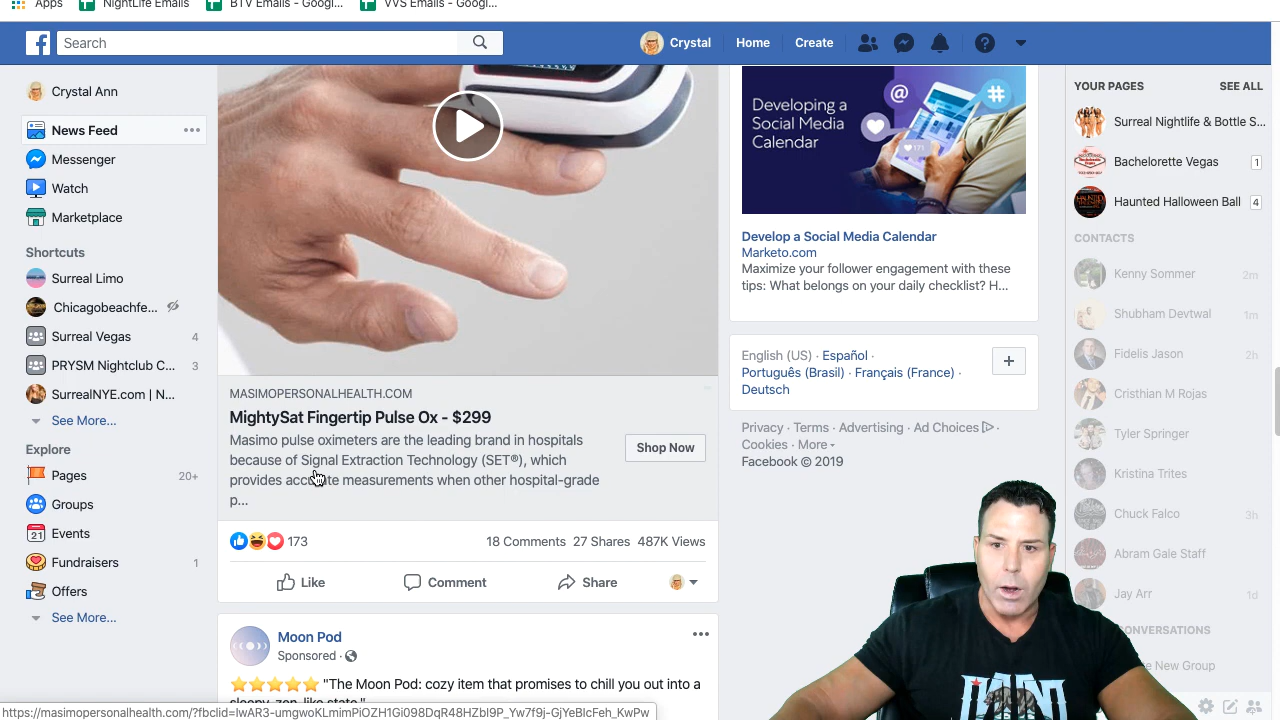 Apps
NightLife Emails
BTV Emails - Googl...
VVS Emails - Googl...
Search
Crystal
Home
Create
Crystal Ann
News Feed
Messenger
Watch
Marketplace
Shortcuts
Surreal Limo
Chicagobeachfe...
Surreal Vegas 4
PRYSM Nightclub C... 3
SurrealNYE.com | N...
See More...
Explore
Pages 20+
Groups
Events
Fundraisers 1
Offers
See More...
MASIMOPERSONALHEALTH.COM
MightySat Fingertip Pulse Ox - $299
Masimo pulse oximeters are the leading brand in hospitals
because of Signal Extraction Technology (SET®), which
provides accurate measurements when other hospital-grade
p...
Shop Now
173
18 Comments 27 Shares 487K Views
Like
Comment
Share
Moon Pod
Sponsored ·
"The Moon Pod: cozy item that promises to chill you out into a
Developing a
Social Media
Calendar
@
#
171
Develop a Social Media Calendar
Marketo.com
Maximize your follower engagement with these
tips: What belongs on your daily checklist? H...
English (US) · Español ·
Português (Brasil) · Français (France) ·
Deutsch
Privacy · Terms · Advertising · Ad Choices
Cookies · More
Facebook © 2019
YOUR PAGES SEE ALL
Surreal Nightlife & Bottle S...
Bachelorette Vegas 1
Haunted Halloween Ball 4
CONTACTS
Kenny Sommer 2m
Shubham Devtwal 1m
Fidelis Jason 2h
Cristhian M Rojas
Tyler Springer
Kristina Trites
Chuck Falco 3h
Abram Gale Staff
Jay Arr 1d
ONVERSATIONS
New Group